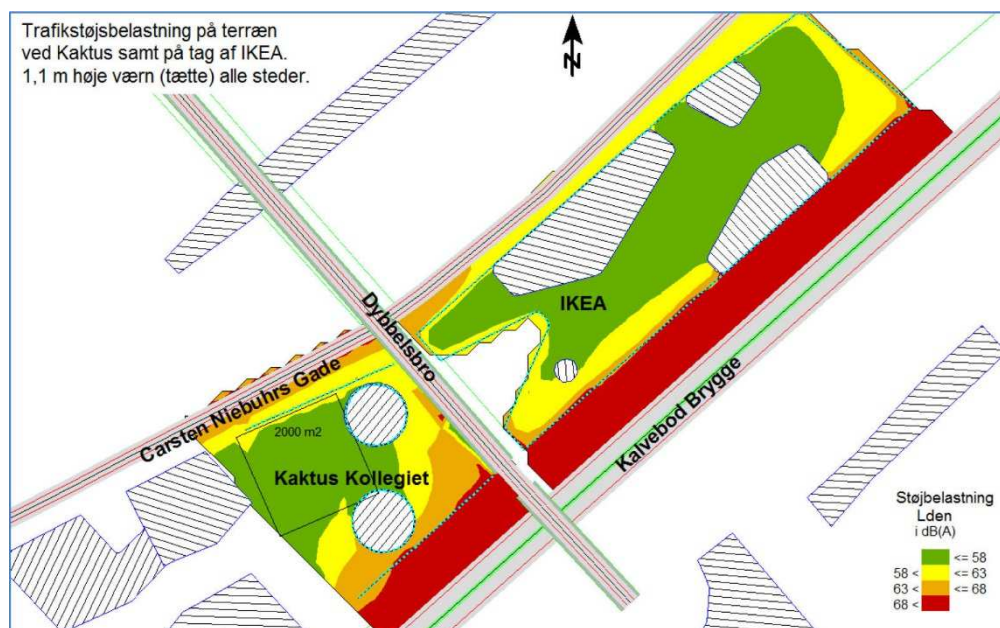 Trafikstøjsbelastning på terræn
ved Kaktus samt på tag af IKEA.
1,1 m høje værn (tætte) alle steder.
N
IKEA
Dybbelsbro
Carsten Niebuhrs Gade
2000 m2
Kaktus Kollegiet
Kalvebod Brygge
Støjbelastning
Lden
i dB(A)
<= 58
58 < <= 63
63 < <= 68
68 <